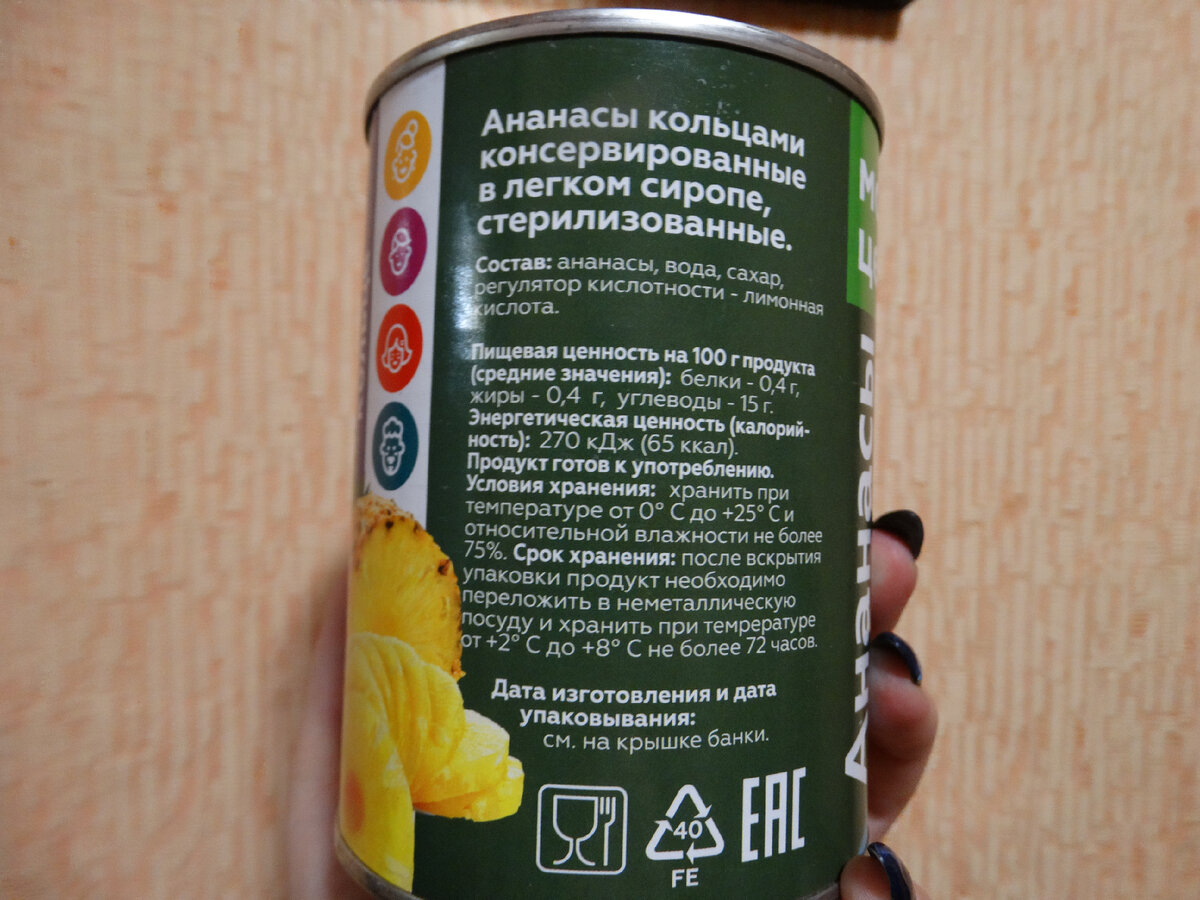 Ананасы кольцами
консервированные
в легком сиропе,
стерилизованные.
Состав: ананасы, вода, сахар,
регулятор кислотности - лимонная
кислота.
Пищевая ценность на 100 г продукта
(средние значения): белки - 0,4 г,
жиры - 0,4 г, углеводы - 15 г.
Энергетическая ценность (калорий-
ность): 270 кДж (65 ккал).
Продукт готов к употреблению.
Условия хранения: хранить при
температуре от 0° С до +25° С и
относительной влажности не более
75%. Срок хранения: после вскрытия
упаковки продукт необходимо
переложить в неметаллическую
посуду и хранить при темрературе
от +2° С до +8° С не более 72 часов.
Дата изготовления и дата
упаковывания:
см. на крышке банки.
40
FE
EAC
Ананасы